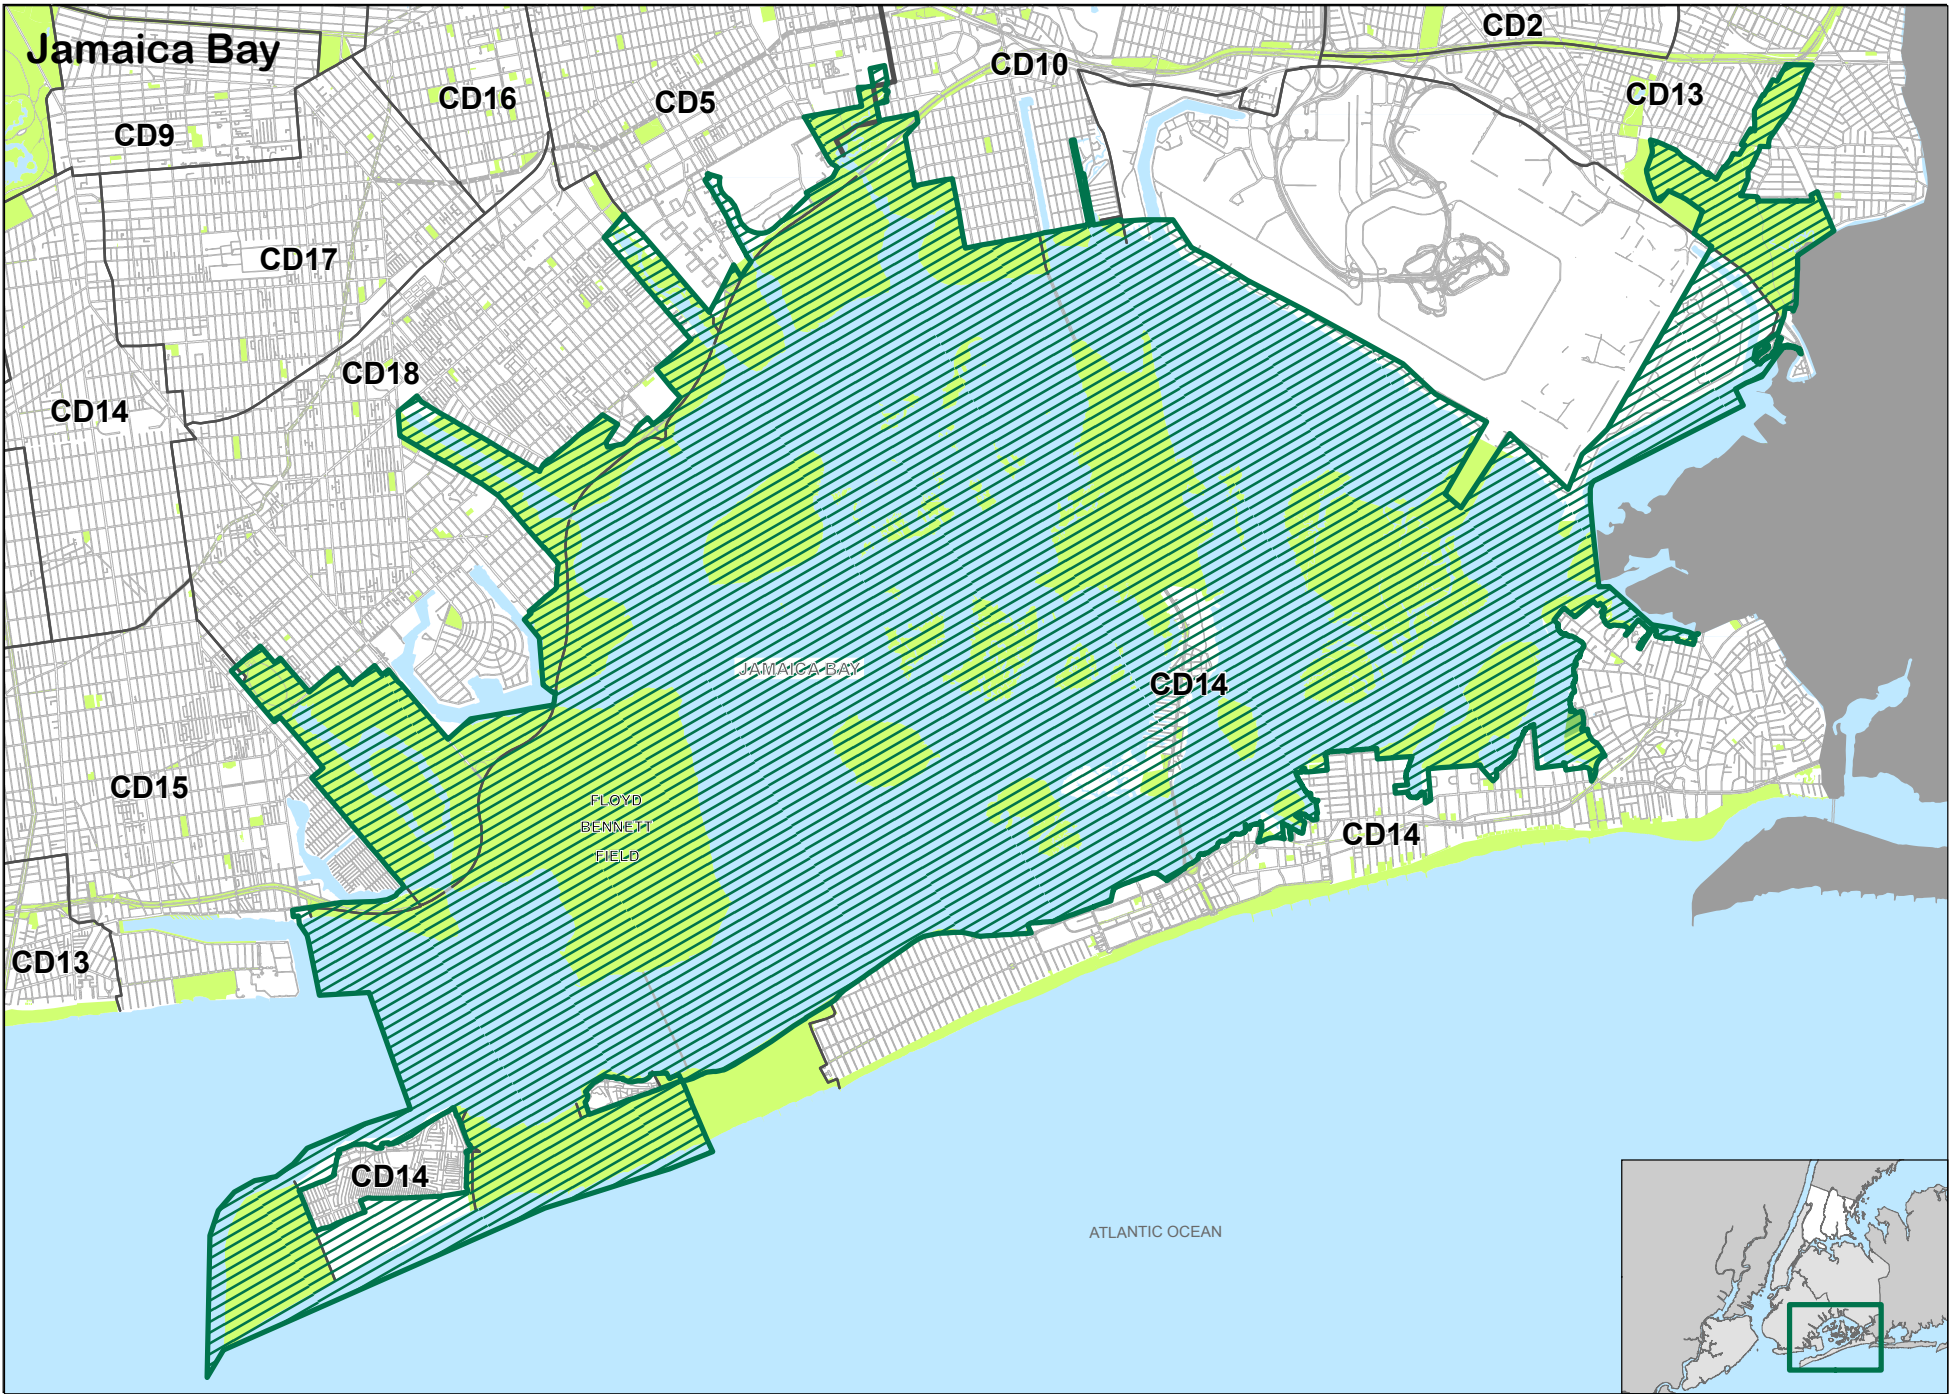 Jamaica Bay
CD2
CD10
CD13
CD16
CD5
CD9
CD17
CD18
CD14
JAMAICA BAY
CD14
CD15
FLOYD
BENNETT
FIELD
CD14
CD13
CD14
ATLANTIC OCEAN